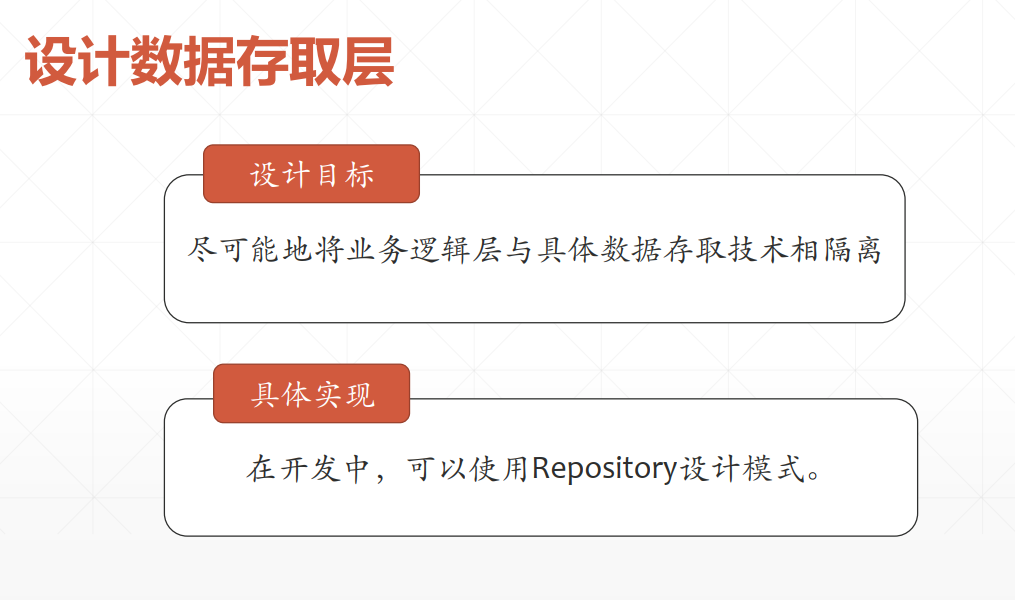 设计数据存取层
设计目标
尽可能地将业务逻辑层与具体数据存取技术相隔离
具体实现
在开发中，可以使用Repository设计模式。